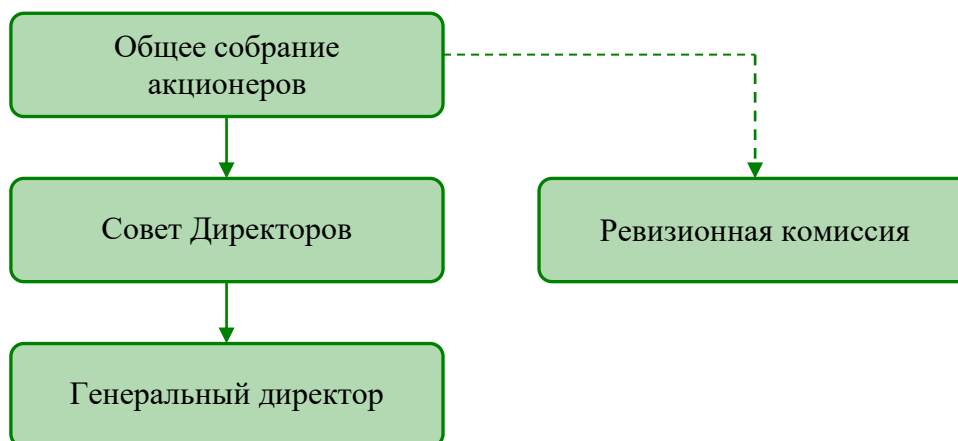 Общее собрание
акционеров
Совет Директоров
Ревизионная комиссия
Генеральный директор